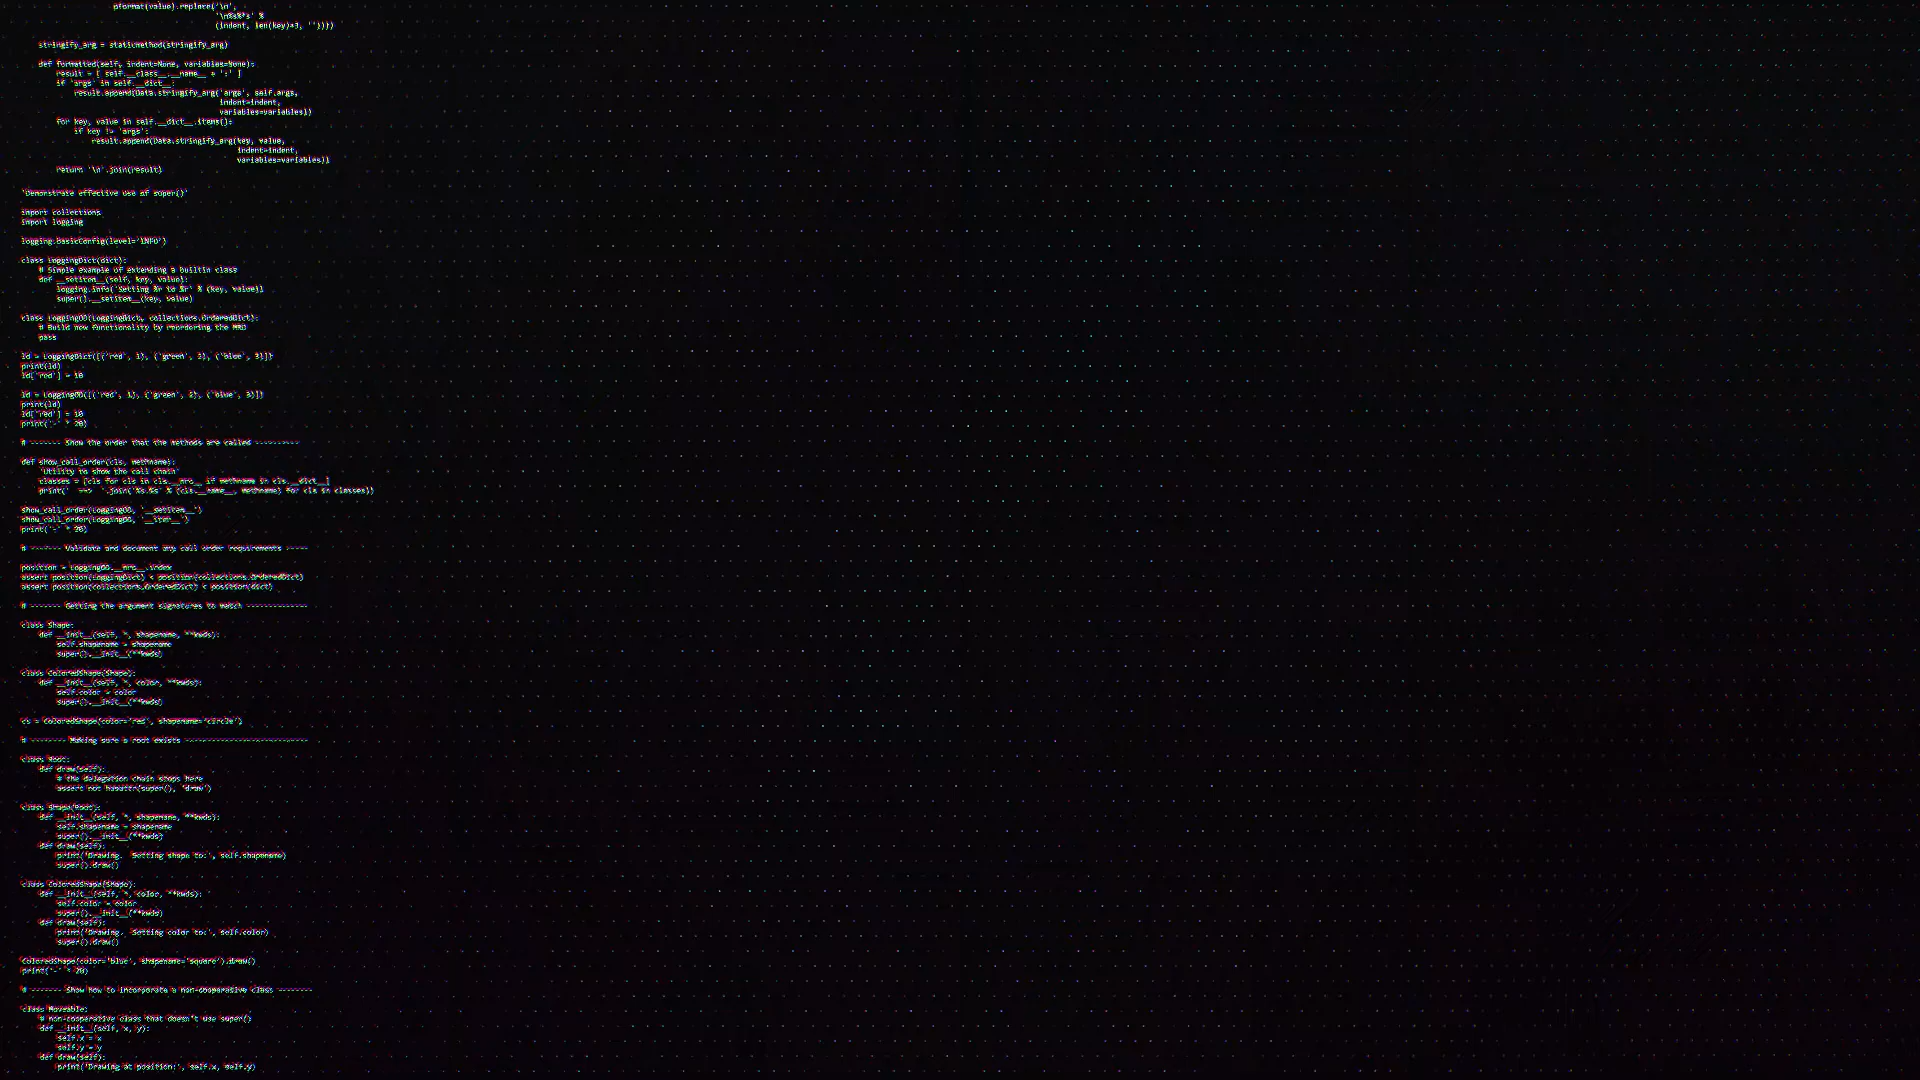 pformat(value).replace('\n',
'\n%s%*s' %
(indent, len(key)+3, ''))))
stringify_arg = staticmethod(stringify_arg)
def formatted(self, indent=None, variables=None):
result = [ self.__class__.__name__ + ':' ]
if 'args' in self.__dict__:
result.append(Data.stringify_arg('args', self.args,
indent=indent,
variables=variables))
for key, value in self.__dict__.items():
if key != 'args':
result.append(Data.stringify_arg(key, value,
indent=indent,
variables=variables))
return '\n'.join(result)
'Demonstrate effective use of super()'
import collections
import logging
logging.basicConfig(level='INFO')
class LoggingDict(dict):
# Simple example of extending a builtin class
def __setitem__(self, key, value):
logging.info('Setting %r to %r' % (key, value))
super().__setitem__(key, value)
class LoggingOD(LoggingDict, collections.OrderedDict):
# Build new functionality by reordering the MRO
pass
ld = LoggingDict([('red', 1), ('green', 2), ('blue', 3)])
print(ld)
ld['red'] = 10
ld = LoggingOD([('red', 1), ('green', 2), ('blue', 3)])
print(ld)
ld['red'] = 10
print('-' * 20)
# ------- Show the order that the methods are called ----------
def show_call_order(cls, methname):
'Utility to show the call chain'
classes = [cls for cls in cls.__mro__ if methname in cls.__dict__]
print('  ==>  '.join('%s.%s' % (cls.__name__, methname) for cls in classes))
show_call_order(LoggingOD, '__setitem__')
show_call_order(LoggingOD, '__iter__')
print('-' * 20)
# ------- Validate and document any call order requirements -----
position = LoggingOD.__mro__.index
assert position(LoggingDict) < position(collections.OrderedDict)
assert position(collections.OrderedDict) < position(dict)
# ------- Getting the argument signatures to match --------------
class Shape:
def __init__(self, *, shapename, **kwds):
self.shapename = shapename
super().__init__(**kwds)
class ColoredShape(Shape):
def __init__(self, *, color, **kwds):
self.color = color
super().__init__(**kwds)
cs = ColoredShape(color='red', shapename='circle')
# -------- Making sure a root exists ----------------------------
class Root:
def draw(self):
# the delegation chain stops here
assert not hasattr(super(), 'draw')
class Shape(Root):
def __init__(self, *, shapename, **kwds):
self.shapename = shapename
super().__init__(**kwds)
def draw(self):
print('Drawing.  Setting shape to:', self.shapename)
super().draw()
class ColoredShape(Shape):
def __init__(self, *, color, **kwds):
self.color = color
super().__init__(**kwds)
def draw(self):
print('Drawing.  Setting color to:', self.color)
super().draw()
ColoredShape(color='blue', shapename='square').draw()
print('-' * 20)
# ------- Show how to incorporate a non-cooperative class --------
class Moveable:
# non-cooperative class that doesn't use super()
def __init__(self, x, y):
self.x = x
self.y = y
def draw(self):
print('Drawing at position:', self.x, self.y)